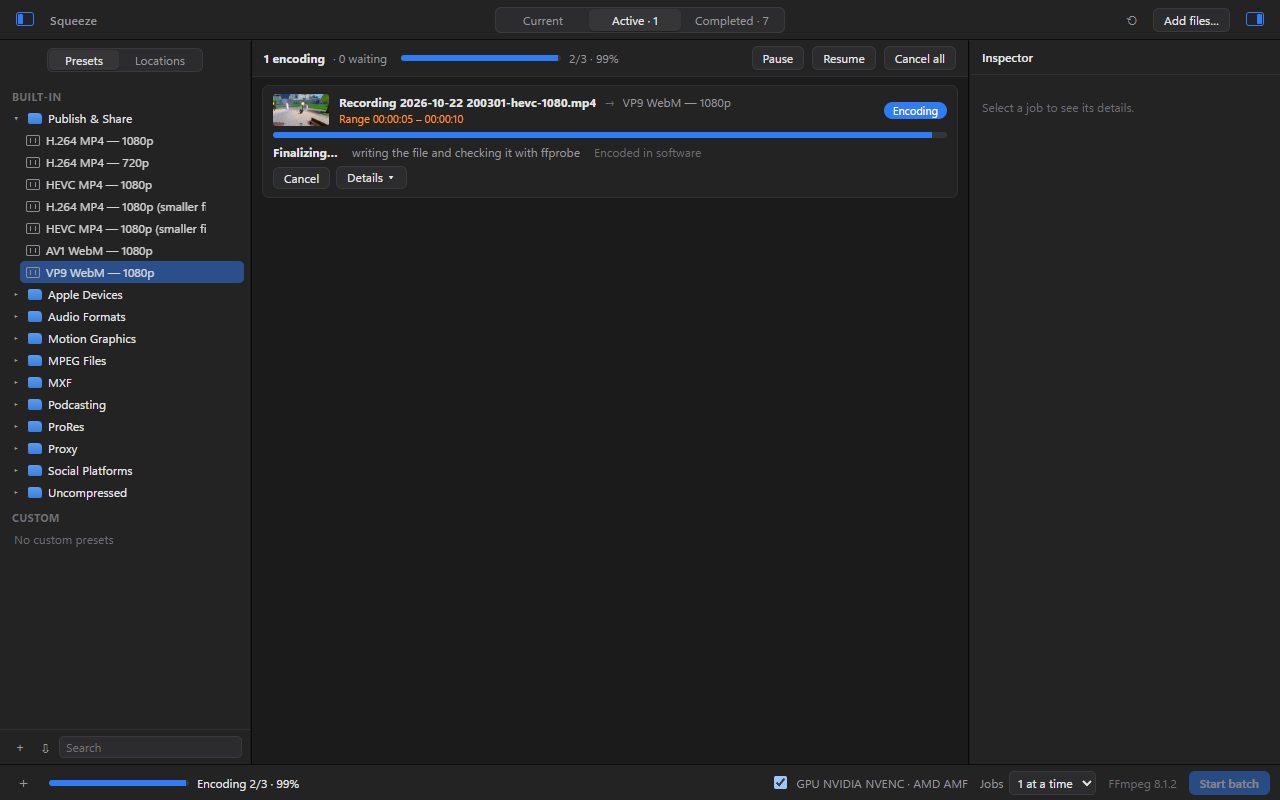 Squeeze
Current
Active · 1
Completed · 7
Add files...
Presets
Locations
BUILT-IN
Publish & Share
H.264 MP4 — 1080p
H.264 MP4 — 720p
HEVC MP4 — 1080p
H.264 MP4 — 1080p (smaller fi
HEVC MP4 — 1080p (smaller fi
AV1 WebM — 1080p
VP9 WebM — 1080p
Apple Devices
Audio Formats
Motion Graphics
MPEG Files
MXF
Podcasting
ProRes
Proxy
Social Platforms
Uncompressed
CUSTOM
No custom presets
Search
1 encoding · 0 waiting
2/3 · 99%
Pause
Resume
Cancel all
Recording 2026-10-22 200301-hevc-1080.mp4 → VP9 WebM — 1080p
Range 00:00:05 – 00:00:10
Encoding
Finalizing... writing the file and checking it with ffprobe Encoded in software
Cancel
Details
Inspector
Select a job to see its details.
Encoding 2/3 · 99%
GPU NVIDIA NVENC · AMD AMF
Jobs
1 at a time
FFmpeg 8.1.2
Start batch